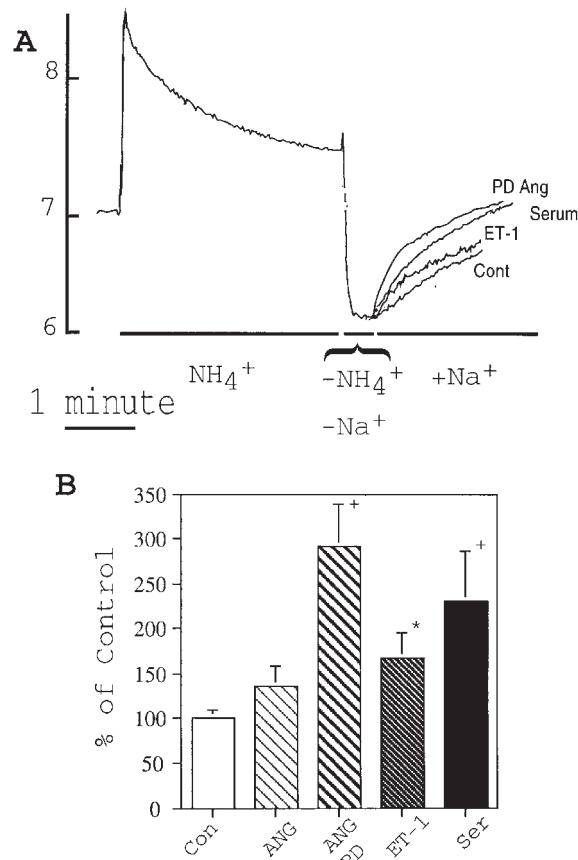 A
8
7
6
PD Ang
Serum
ET-1
Cont
NH4+
-NH4+
+Na+
1 minute
-Na+
B
% of Control
350
300
250
200
150
100
50
0
+
*
+
Con
ANG
ANG
PD
ET-1
Ser